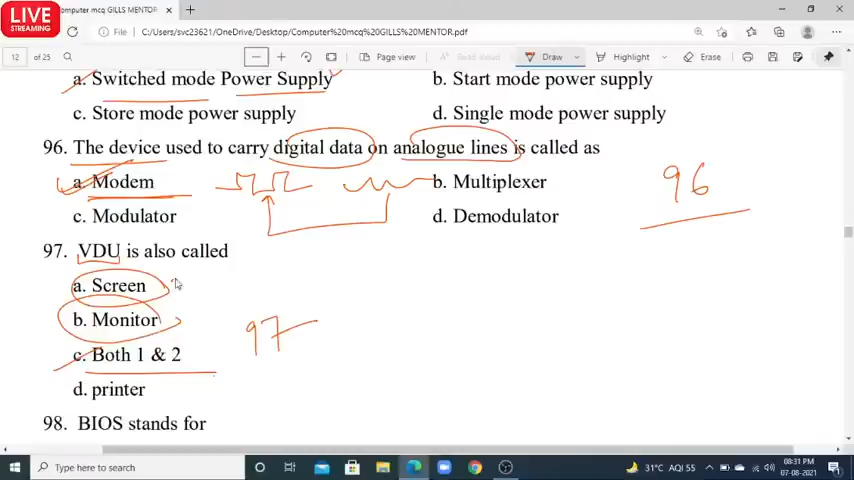 LIVE
STREAMING
Computer mcq GILLS MENTOR.pdf
File
C:/Users/svc23621/OneDrive/Desktop/Computer%20mcq%20GILLS%20MENTOR.pdf
12 of 25
Page view
Read aloud
Draw
Highlight
Erase
a. Switched mode Power Supply
b. Start mode power supply
c. Store mode power supply
d. Single mode power supply
96. The device used to carry digital data on analogue lines is called as
a. Modem
b. Multiplexer
96
c. Modulator
d. Demodulator
97. VDU is also called
a. Screen
b. Monitor
97
c. Both 1 & 2
d. printer
98. BIOS stands for
Type here to search
31°C AQI 55
08:31 PM
07-08-2021